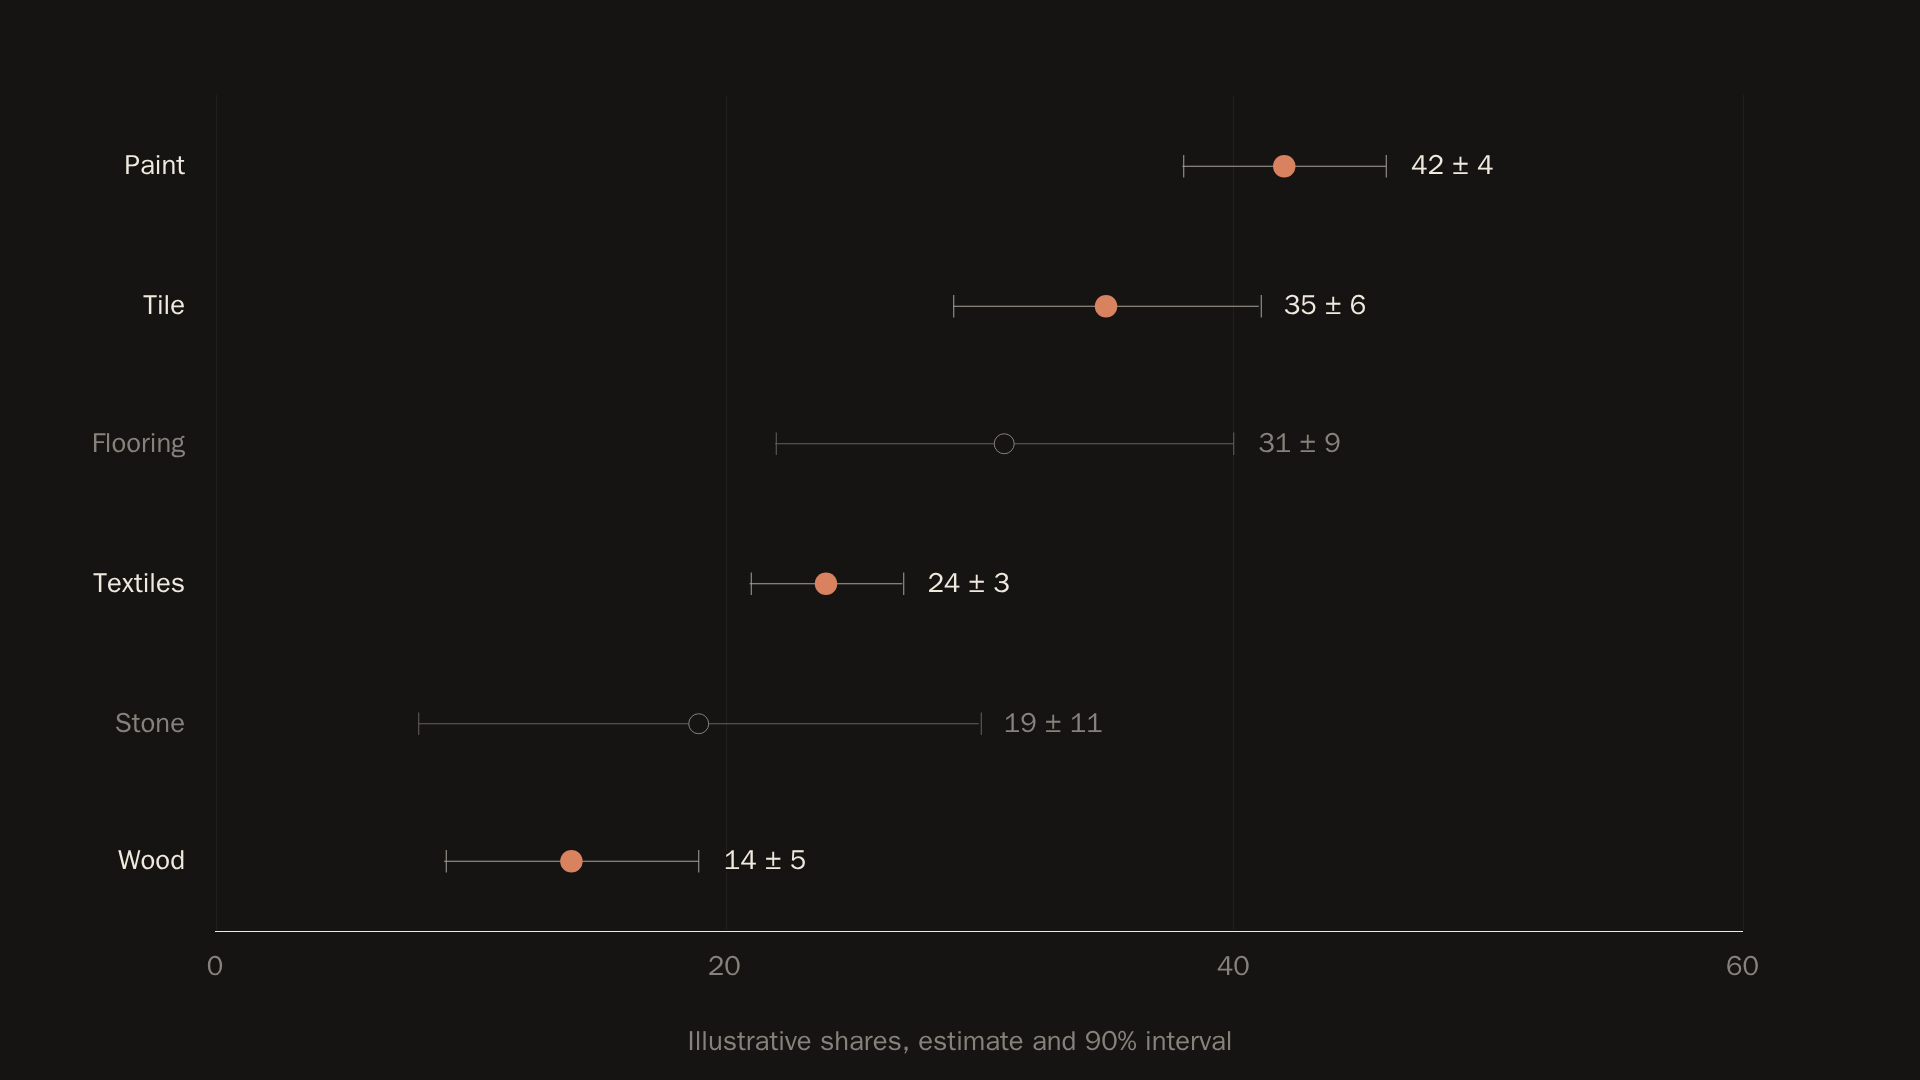 Paint 42 ± 4
Tile 35 ± 6
Flooring 31 ± 9
Textiles 24 ± 3
Stone 19 ± 11
Wood 14 ± 5
0 20 40 60
Illustrative shares, estimate and 90% interval